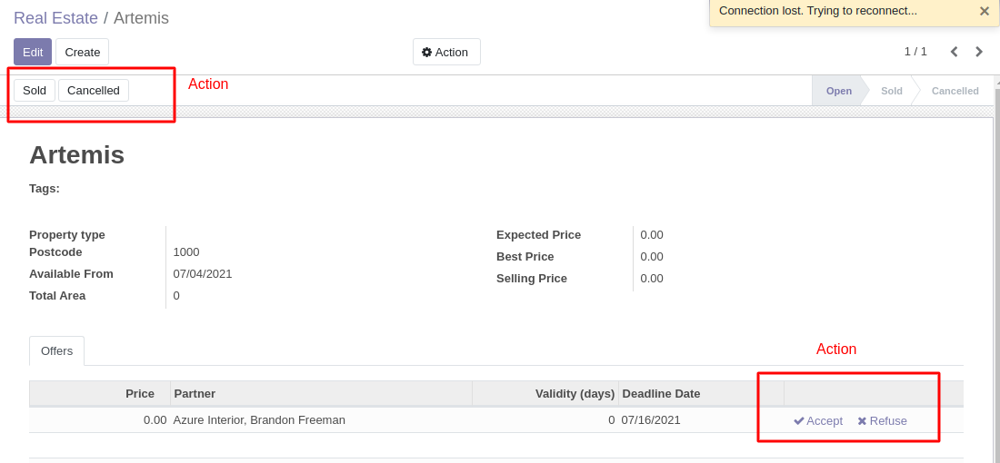 Real Estate / Artemis
Connection lost. Trying to reconnect...
Edit Create Action 1 / 1
Sold Cancelled Action Open Sold Cancelled
Artemis
Tags:
Property type Expected Price 0.00
Postcode 1000 Best Price 0.00
Available From 07/04/2021 Selling Price 0.00
Total Area 0
Offers
Action
Price Partner Validity (days) Deadline Date
0.00 Azure Interior, Brandon Freeman 0 07/16/2021 Accept Refuse